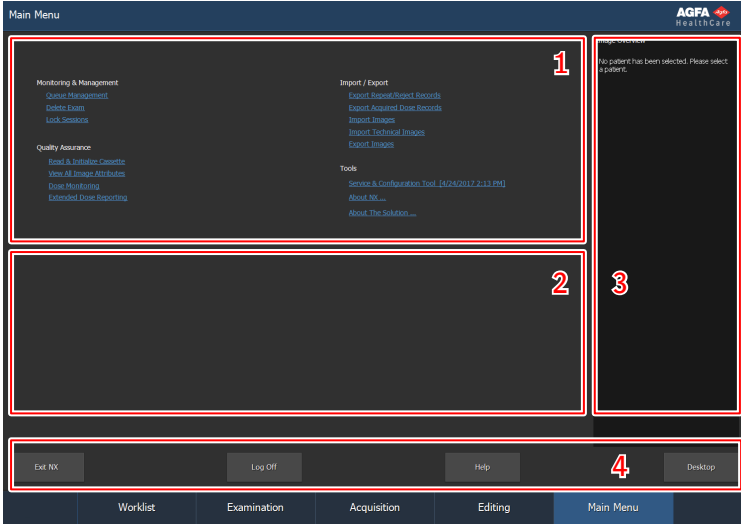 Main Menu
AGFA
HealthCare
1
Image Overview
No patient has been selected. Please select
a patient.
Monitoring & Management
Queue Management
Delete Exam
Lock Sessions
Quality Assurance
Read & Initialize Cassette
View All Image Attributes
Dose Monitoring
Extended Dose Reporting
Import / Export
Export Repeat/Reject Records
Export Acquired Dose Records
Import Images
Import Technical Images
Export Images
Tools
Service & Configuration Tool [4/24/2017 2:13 PM]
About NX ...
About The Solution ...
2
3
4
Exit NX
Log Off
Help
Desktop
Worklist
Examination
Acquisition
Editing
Main Menu